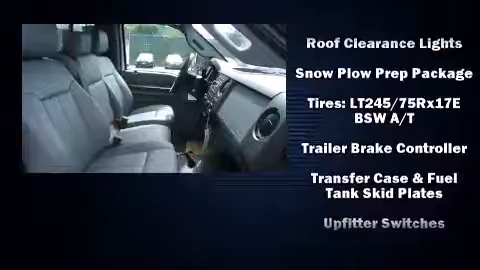 Roof Clearance Lights
Snow Plow Prep Package
Tires: LT245/75Rx17E
BSW A/T
Trailer Brake Controller
Transfer Case & Fuel
Tank Skid Plates
Upfitter Switches